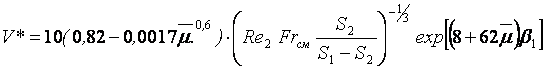 V* = 10(0,82−0,0017μ̅.^0,6)·(Re₂ Fr_см S₂/(S₁−S₂))^(−1/3) exp[(8+62μ̅)β₁]